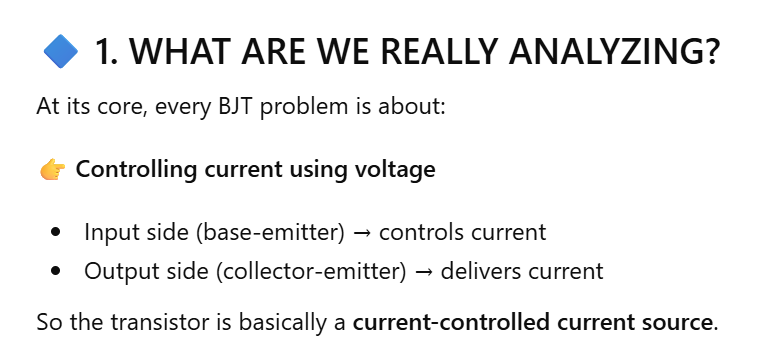 🔷 1. WHAT ARE WE REALLY ANALYZING?
At its core, every BJT problem is about:
👉 Controlling current using voltage
• Input side (base-emitter) → controls current
• Output side (collector-emitter) → delivers current
So the transistor is basically a current-controlled current source.